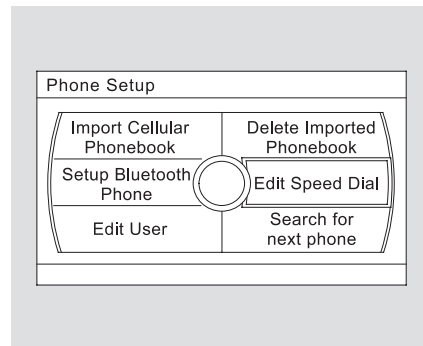 Phone Setup
Import Cellular
Phonebook
Delete Imported
Phonebook
Setup Bluetooth
Phone
Edit Speed Dial
Edit User
Search for
next phone